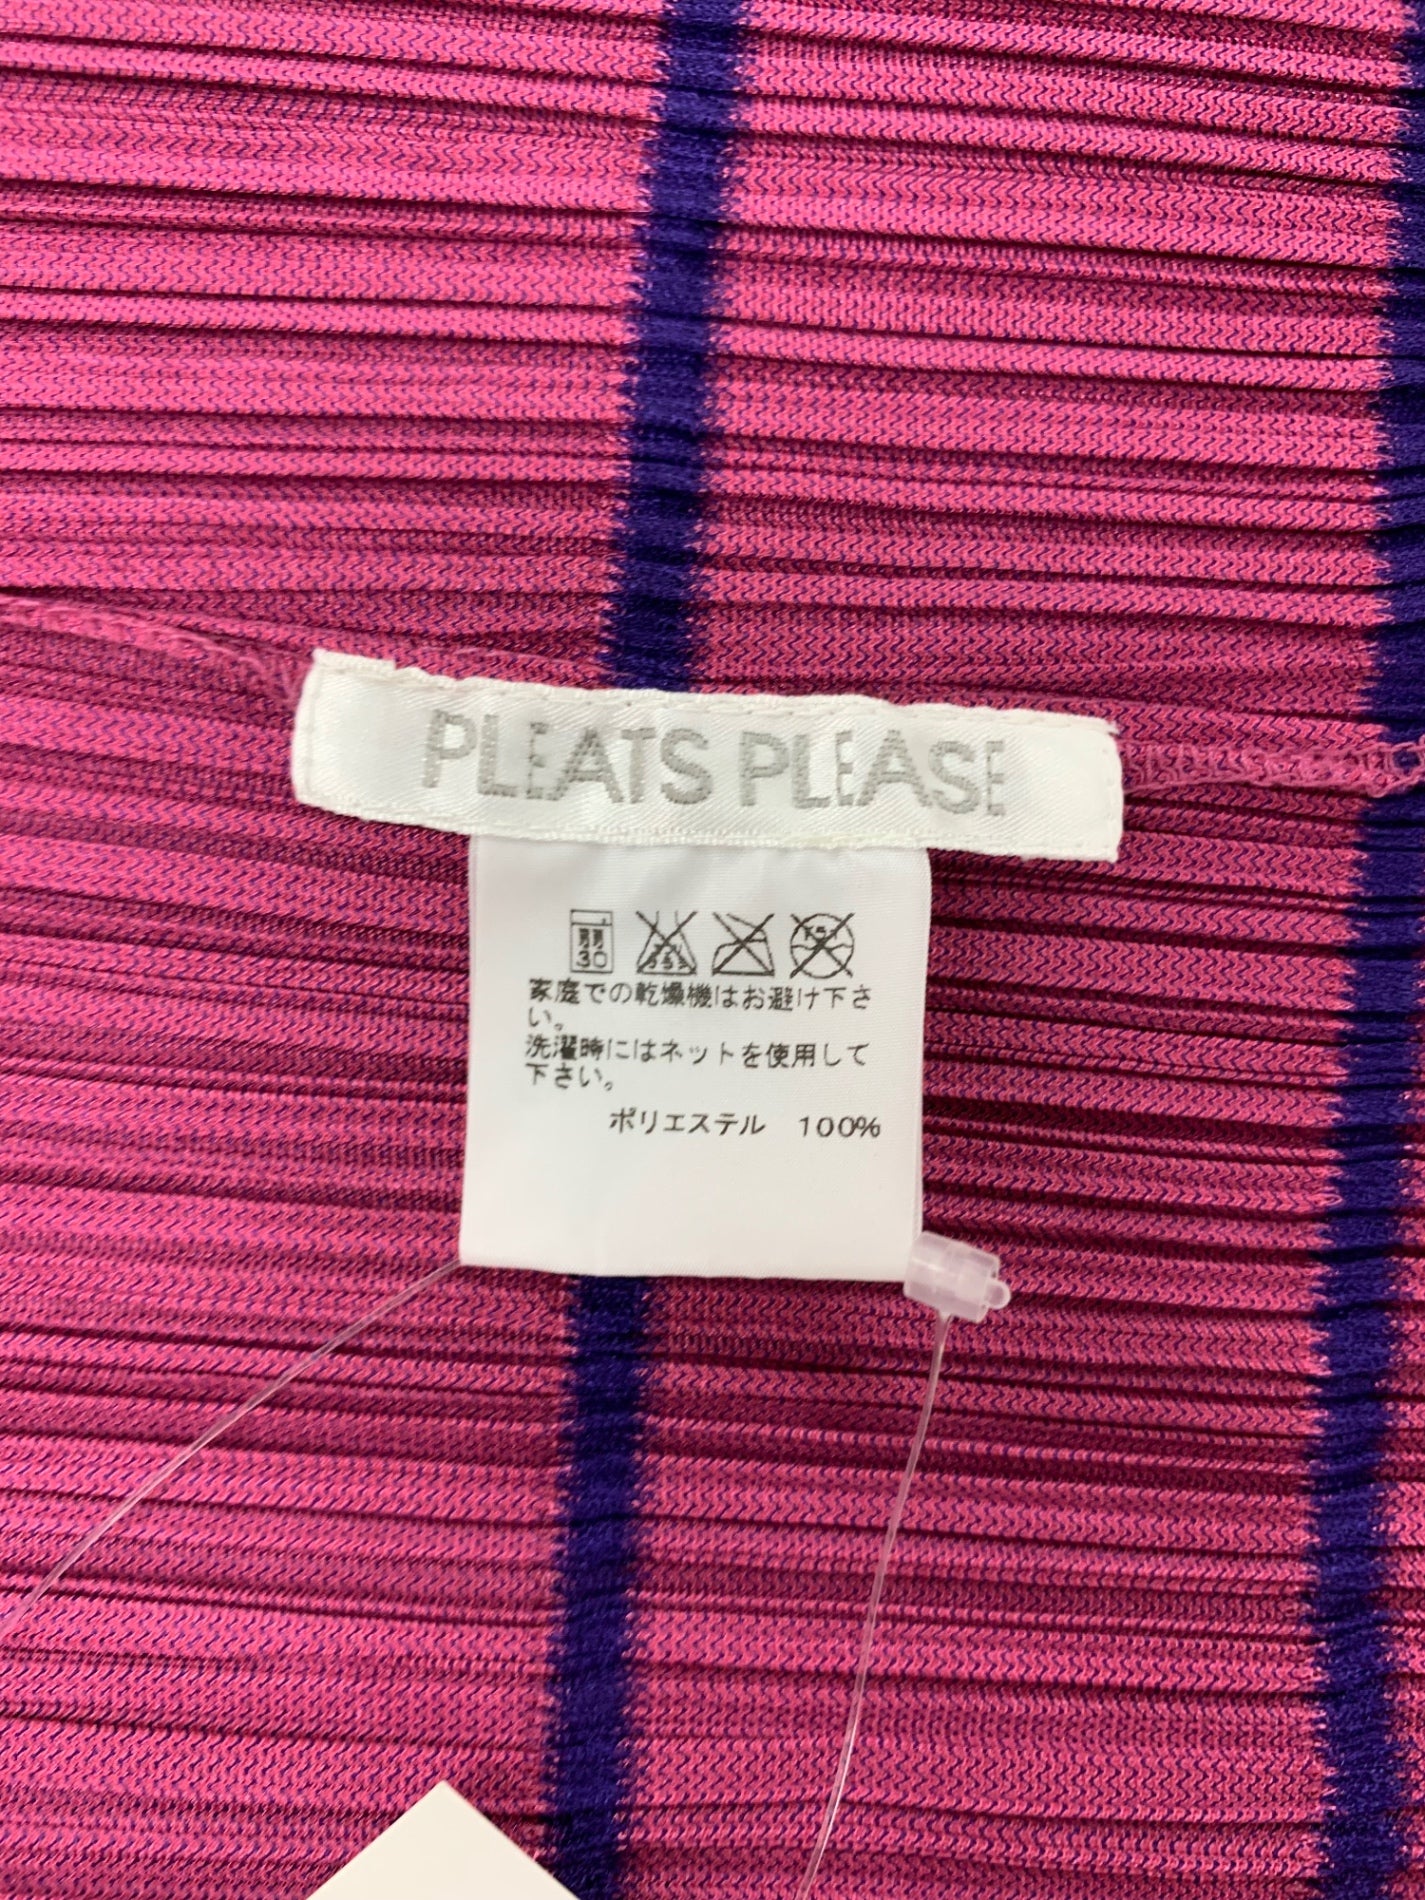 PLEATS PLEASE
30
家庭での乾燥機はお避け下さ
い。
洗濯時にはネットを使用して
下さい。
ポリエステル 100%